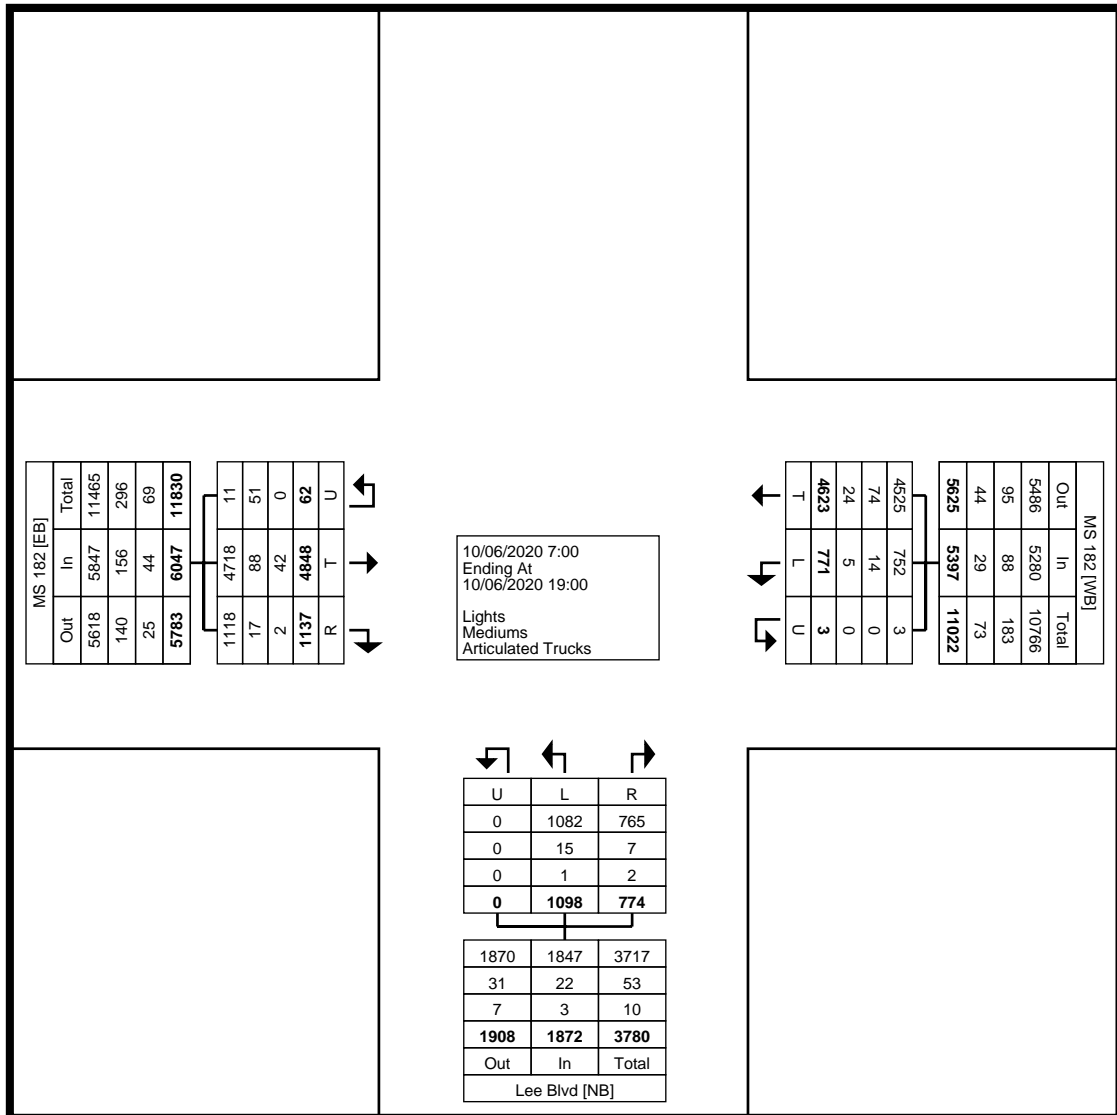 MS 182 [EB]
Total 11465 296 69 11830
In 5847 156 44 6047
Out 5618 140 25 5783
11 51 0 62 U
4718 88 42 4848 T
1118 17 2 1137 R
10/06/2020 7:00
Ending At
10/06/2020 19:00
Lights
Mediums
Articulated Trucks
MS 182 [WB]
Out In Total
5486 5280 10766
95 88 183
44 29 73
5625 5397 11022
4525 752 3
74 14 0
24 5 0
4623 771 3
T L U
U L R
0 1082 765
0 15 7
0 1 2
0 1098 774
1870 1847 3717
31 22 53
7 3 10
1908 1872 3780
Out In Total
Lee Blvd [NB]